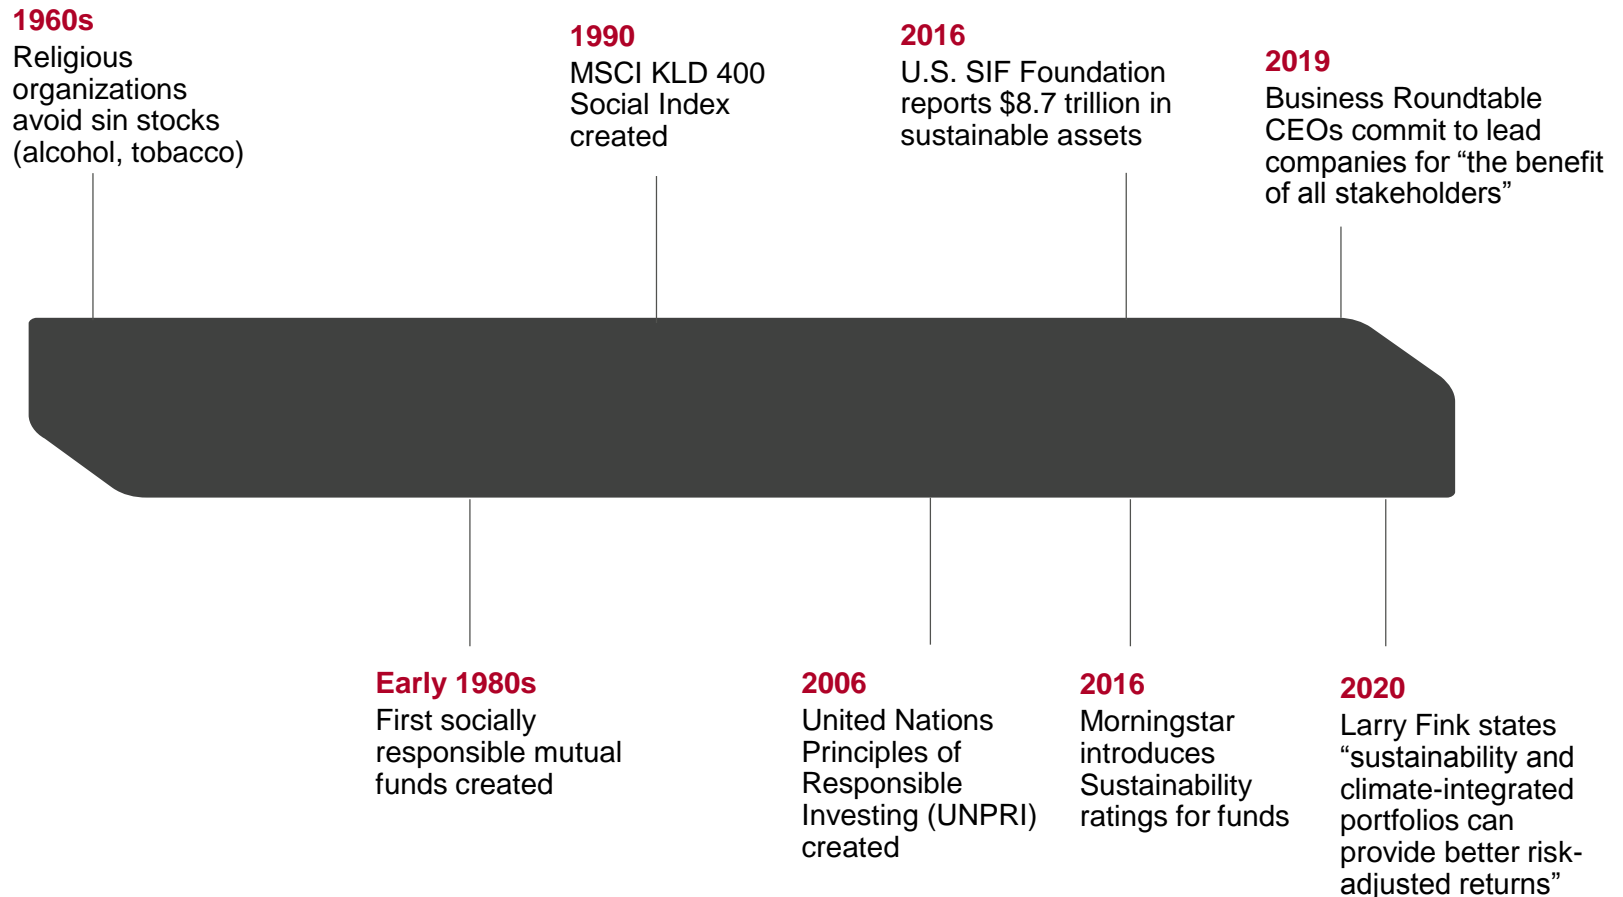 1960s
Religious
organizations
avoid sin stocks
(alcohol, tobacco)
1990
MSCI KLD 400
Social Index
created
2016
U.S. SIF Foundation
reports $8.7 trillion in
sustainable assets
2019
Business Roundtable
CEOs commit to lead
companies for “the benefit
of all stakeholders”
Early 1980s
First socially
responsible mutual
funds created
2006
United Nations
Principles of
Responsible
Investing (UNPRI)
created
2016
Morningstar
introduces
Sustainability
ratings for funds
2020
Larry Fink states
“sustainability and
climate-integrated
portfolios can
provide better risk-
adjusted returns”